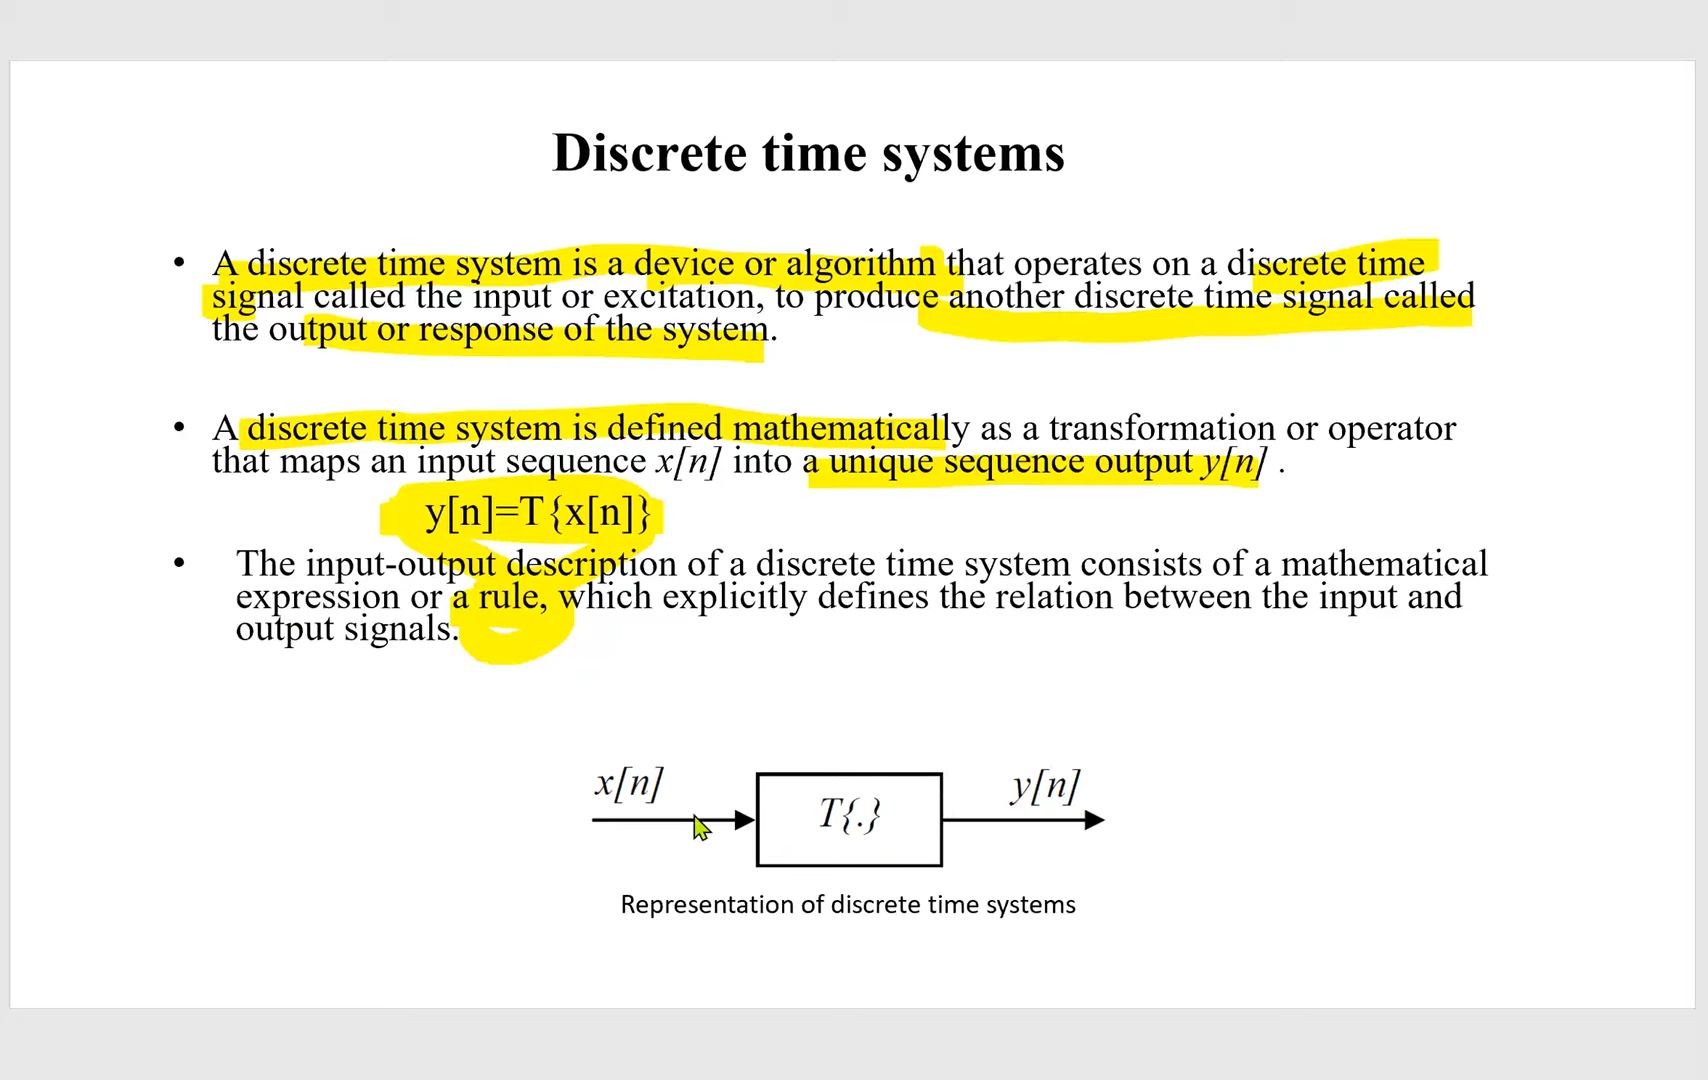 Discrete time systems
• A discrete time system is a device or algorithm that operates on a discrete time
signal called the input or excitation, to produce another discrete time signal called
the output or response of the system.
• A discrete time system is defined mathematically as a transformation or operator
that maps an input sequence x[n] into a unique sequence output y[n] .
y[n]=T{x[n]}
• The input-output description of a discrete time system consists of a mathematical
expression or a rule, which explicitly defines the relation between the input and
output signals.
x[n] T{.} y[n]
Representation of discrete time systems